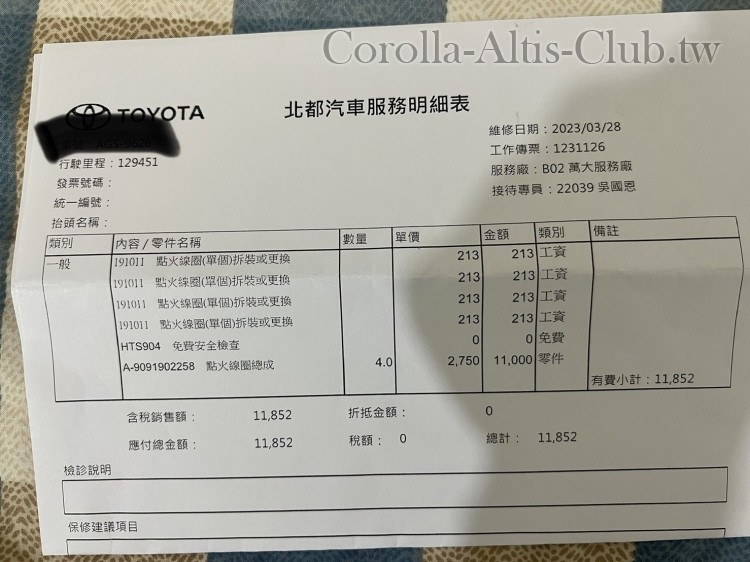 Corolla-Altis-Club.tw
TOYOTA
北都汽車服務明細表
維修日期：2023/03/28
行駛里程：129451
工作傳票：1231126
發票號碼：
服務廠：B02 萬大服務廠
統一編號：
接待專員：22039 吳國恩
抬頭名稱：
類別 內容/零件名稱 數量 單價 金額 類別 備註
一般 191011 點火線圈(單個)拆裝或更換 213 213 工資
191011 點火線圈(單個)拆裝或更換 213 213 工資
191011 點火線圈(單個)拆裝或更換 213 213 工資
191011 點火線圈(單個)拆裝或更換 213 213 工資
HTS904 免費安全檢查 0 0 免費
A-9091902258 點火線圈總成 4.0 2,750 11,000 零件
有費小計：11,852
含稅銷售額： 11,852 折抵金額： 0
應付總金額： 11,852 稅額： 0 總計： 11,852
檢診說明
保修建議項目